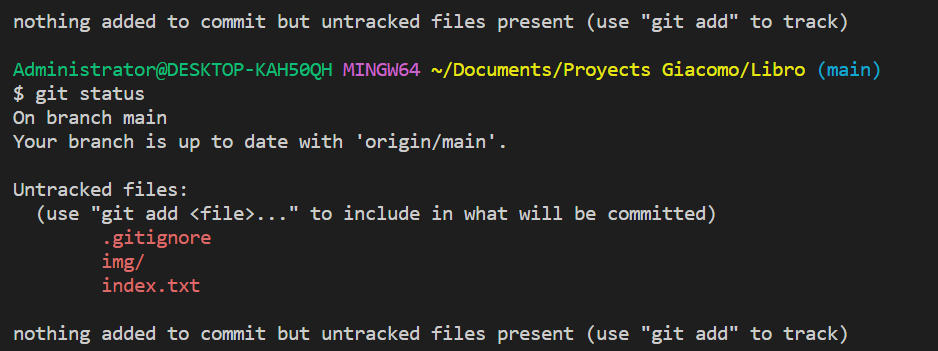 nothing added to commit but untracked files present (use "git add" to track)
Administrator@DESKTOP-KAH50QH MINGW64 ~/Documents/Proyects Giacomo/Libro (main)
$ git status
On branch main
Your branch is up to date with 'origin/main'.
Untracked files:
(use "git add <file>..." to include in what will be committed)
.gitignore
img/
index.txt
nothing added to commit but untracked files present (use "git add" to track)